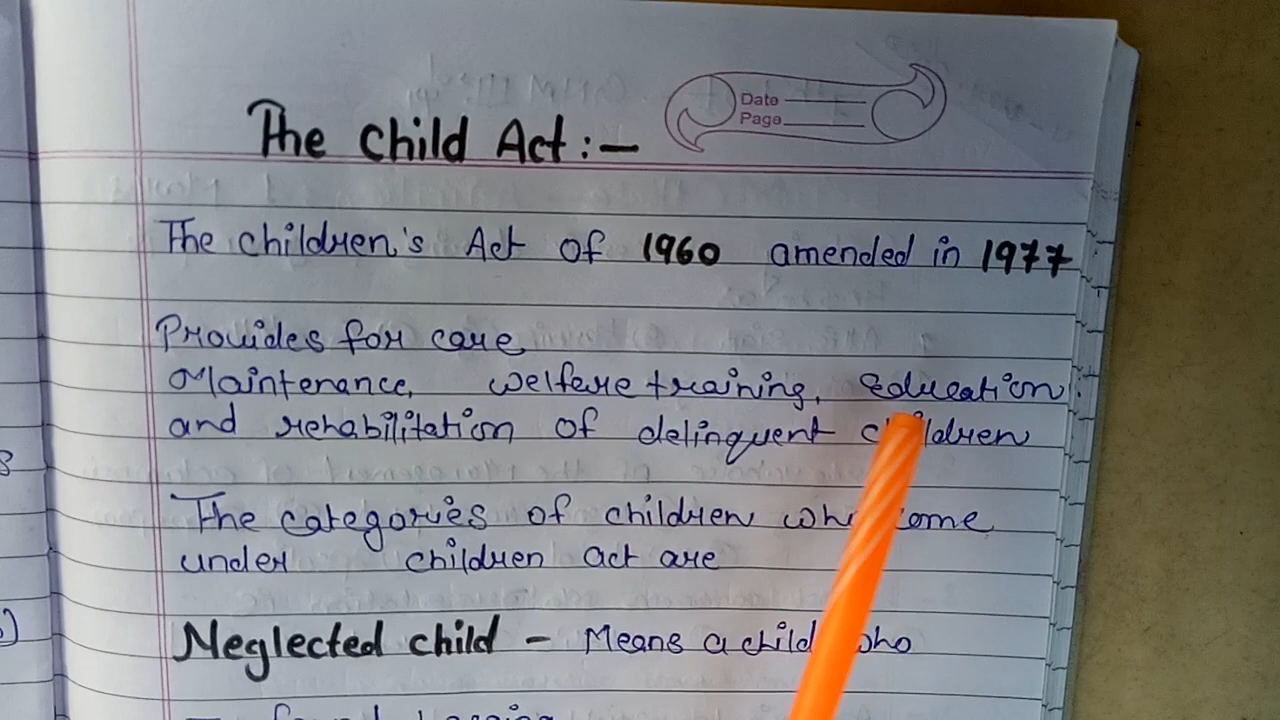 Date
Page
The Child Act:-
The children's Act of 1960 amended in 1977
Provides for care
Maintenance, welfare training, Education
and rehabilitation of delinquent children
The categories of children who come
under children act are
Neglected child - Means a child who